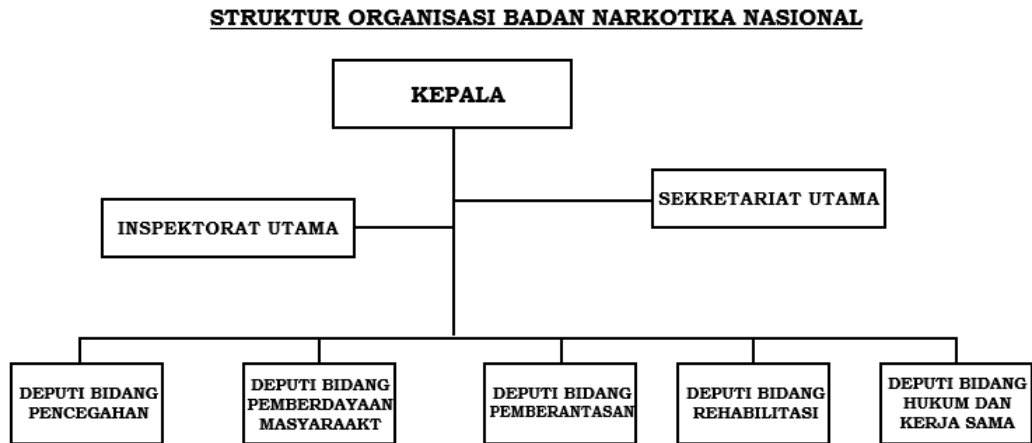 STRUKTUR ORGANISASI BADAN NARKOTIKA NASIONAL
KEPALA
SEKRETARIAT UTAMA
INSPEKTORAT UTAMA
DEPUTI BIDANG
PENCEGAHAN
DEPUTI BIDANG
PEMBERDAYAAN
MASYARAAKT
DEPUTI BIDANG
PEMBERANTASAN
DEPUTI BIDANG
REHABILITASI
DEPUTI BIDANG
HUKUM DAN
KERJA SAMA